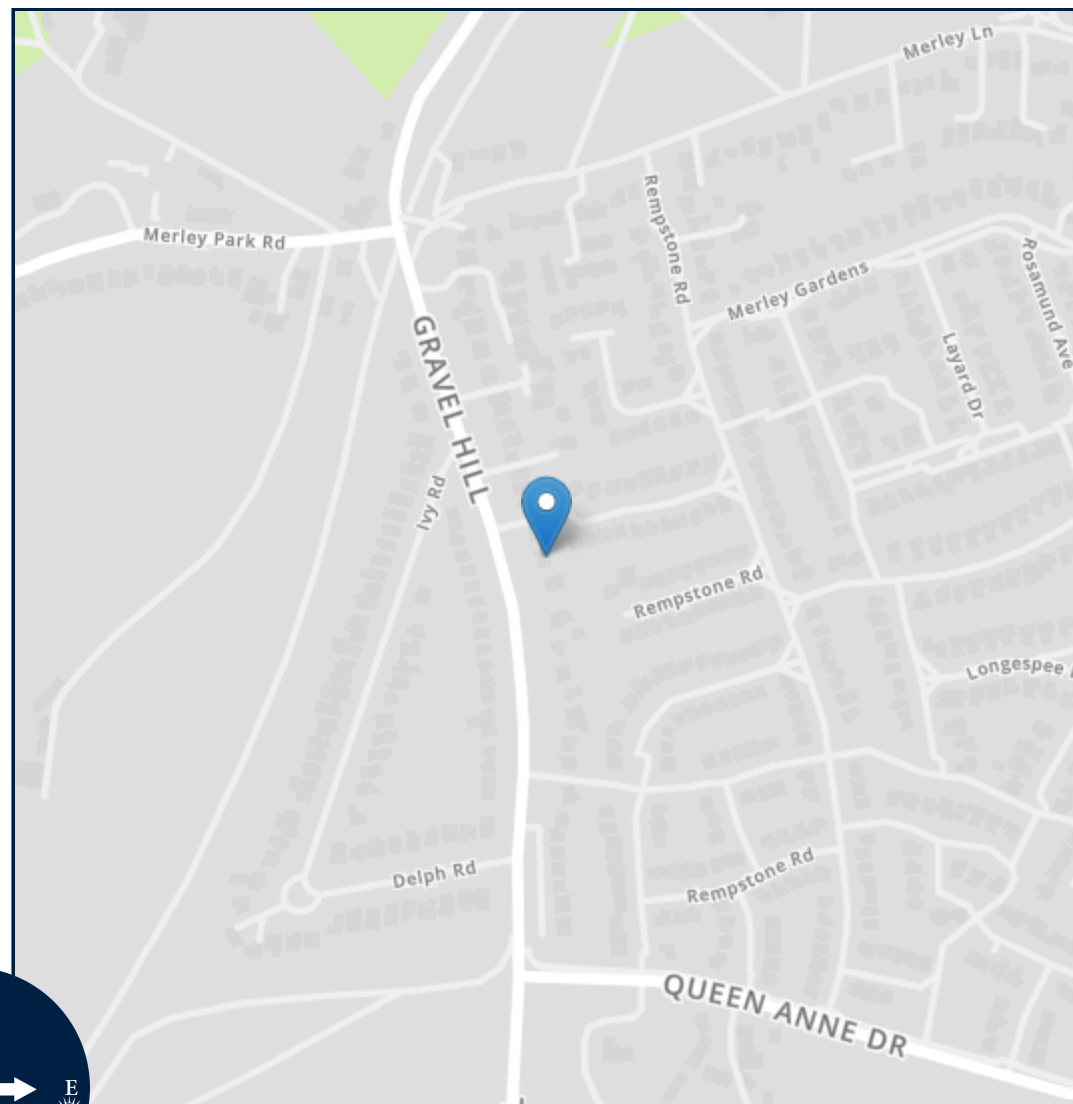 Merley Ln
Rempstone Rd
Merley Park Rd
Merley Gardens
Rosamund Ave
GRAVEL HILL
Layard Dr
Ivy Rd
Rempstone Rd
Longespee
Delph Rd
Rempstone Rd
QUEEN ANNE DR
E